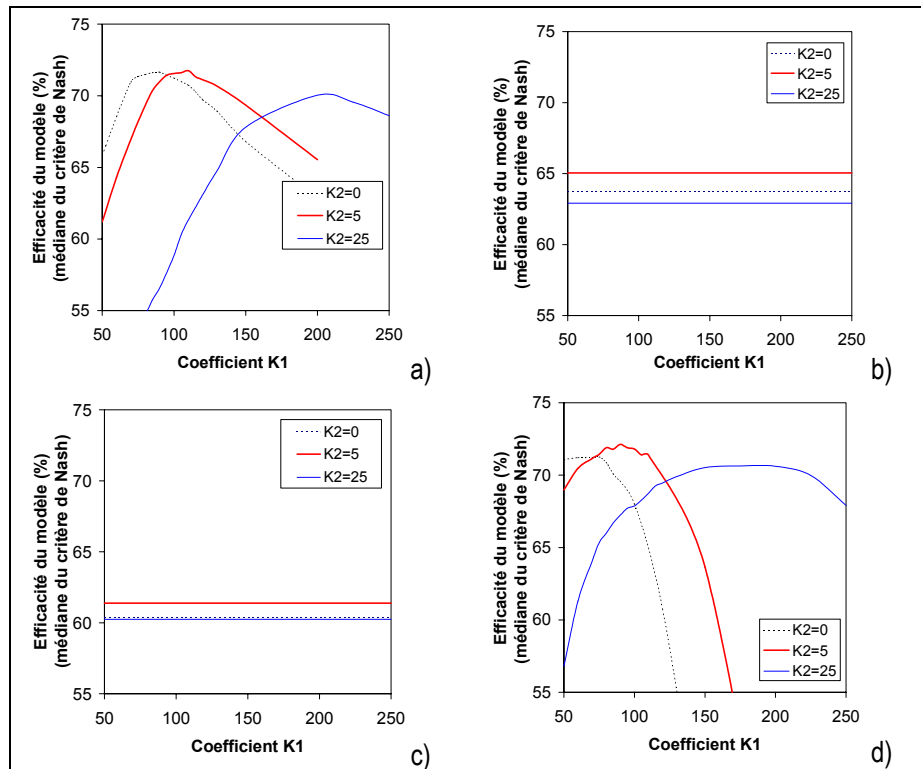 Efficacité du modèle (%)
(médiane du critère de Nash)
75
70
65
60
55
50
100
150
200
250
K2=0
K2=5
K2=25
Coefficient K1
a)
Efficacité du modèle (%)
(médiane du critère de Nash)
75
70
65
60
55
50
100
150
200
250
K2=0
K2=5
K2=25
Coefficient K1
b)
Efficacité du modèle (%)
(médiane du critère de Nash)
75
70
65
60
55
50
100
150
200
250
K2=0
K2=5
K2=25
Coefficient K1
c)
Efficacité du modèle (%)
(médiane du critère de Nash)
75
70
65
60
55
50
100
150
200
250
K2=0
K2=5
K2=25
Coefficient K1
d)